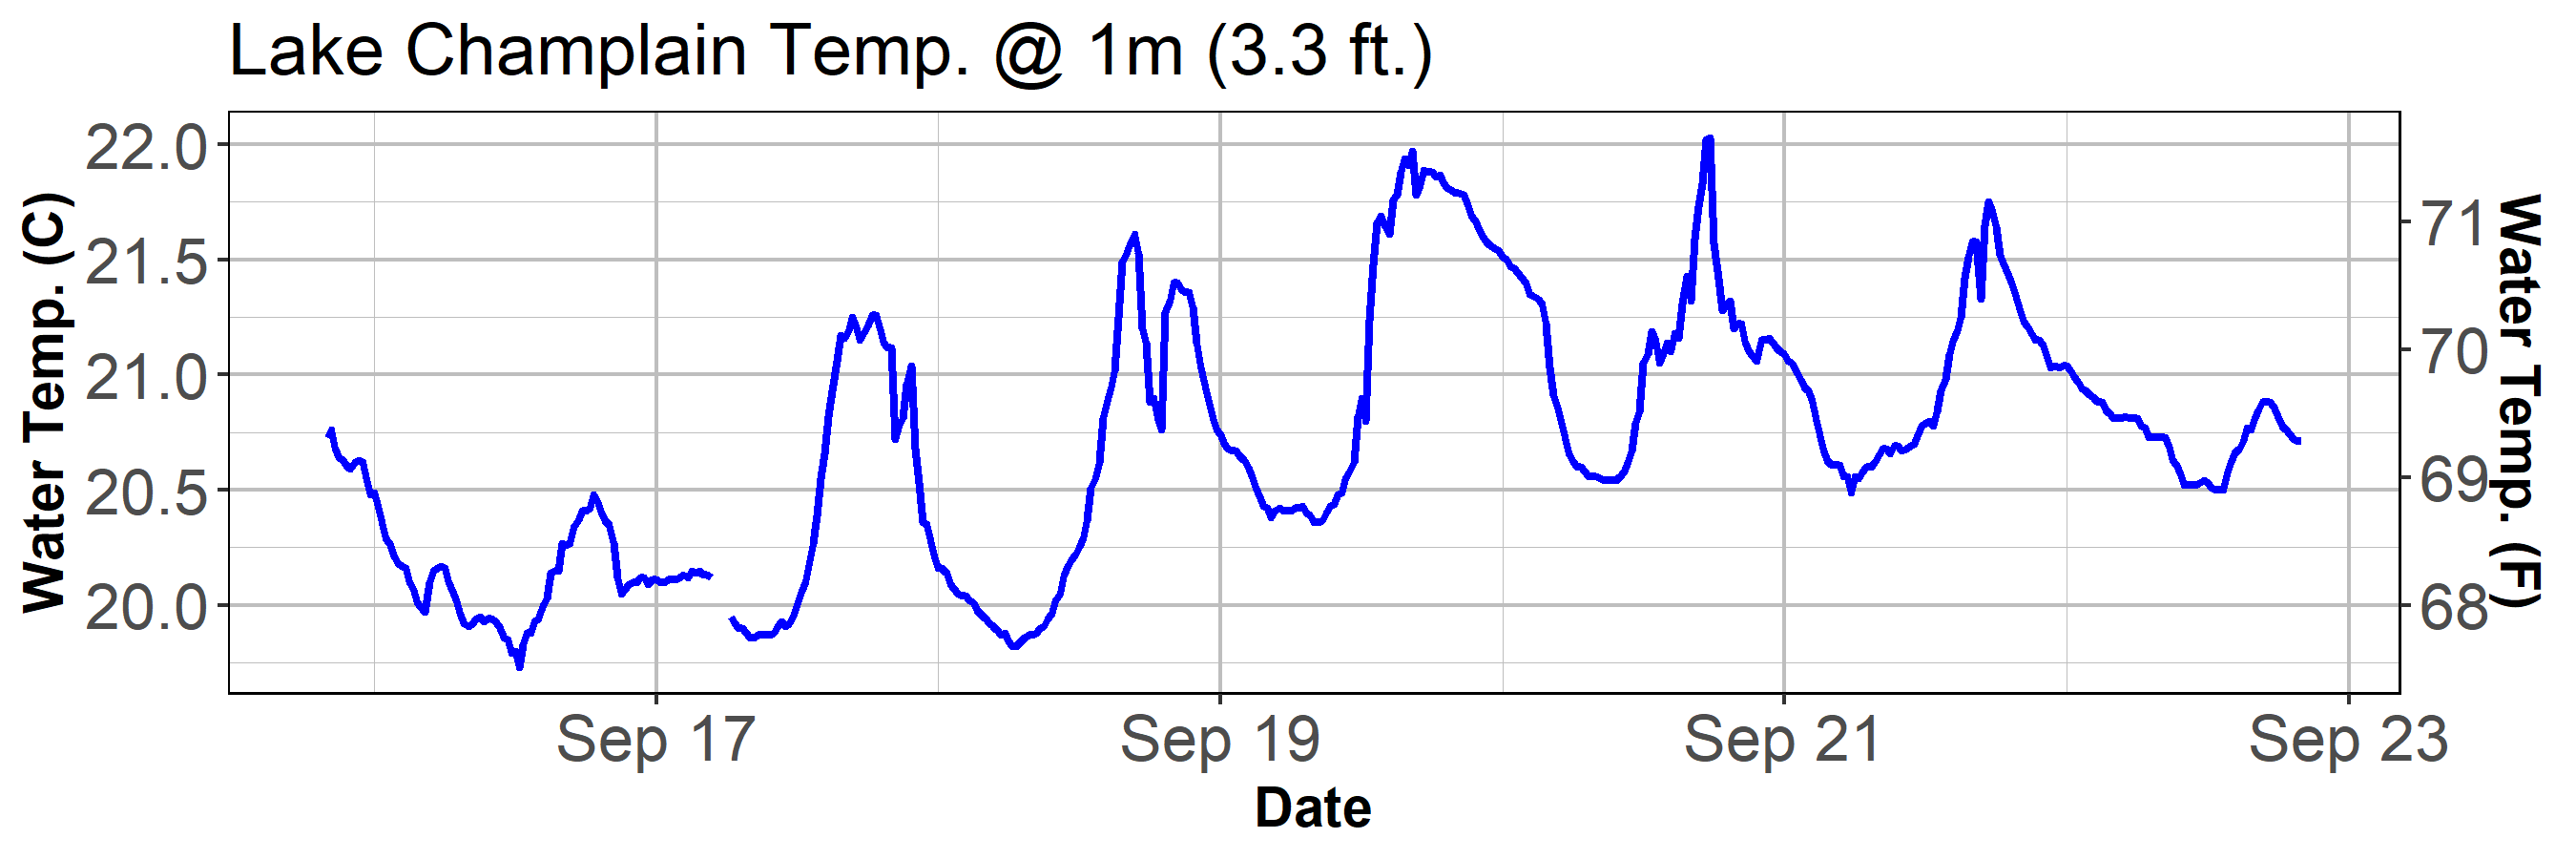 Lake Champlain Temp. @ 1m (3.3 ft.)
Water Temp. (C)
22.0
21.5
21.0
20.5
20.0
71
70
69
68
Water Temp. (F)
Sep 17 Sep 19 Sep 21 Sep 23
Date